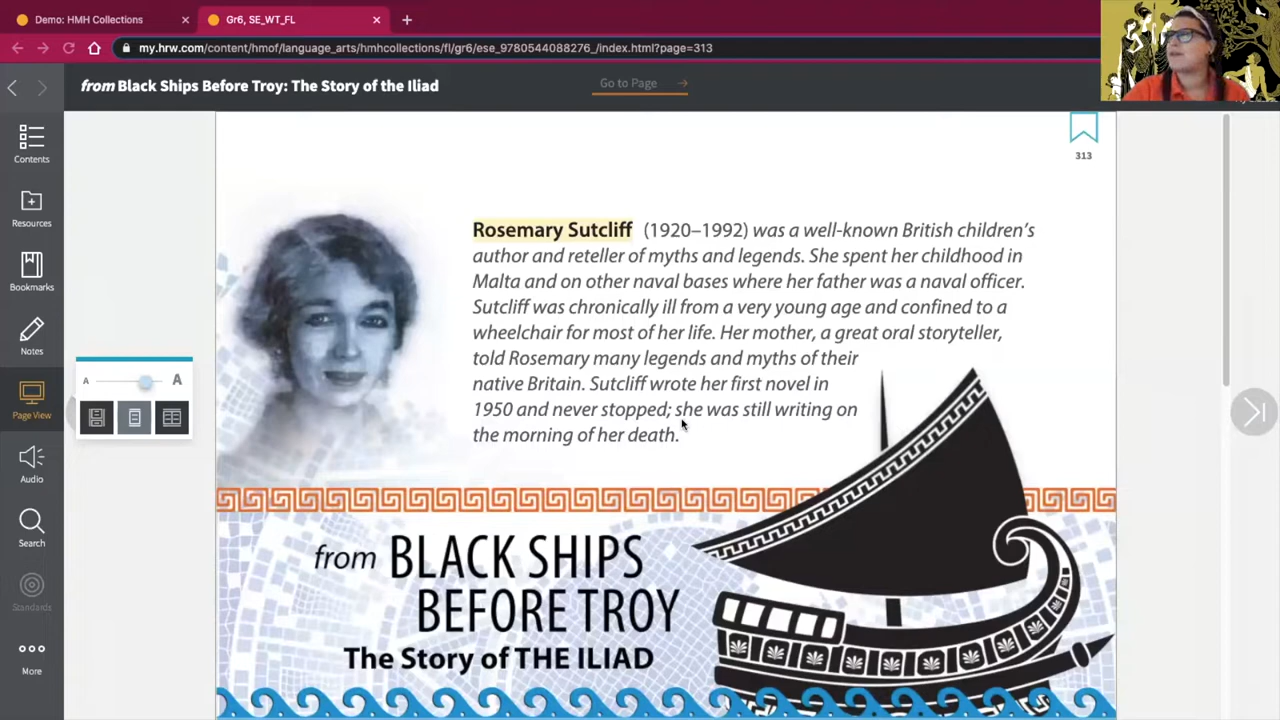 Demo: HMH Collections
Gr6, SE_WT_FL
my.hrw.com/content/hmof/language_arts/hmhcollections/fl/gr6/ese_9780544088276_/index.html?page=313
from Black Ships Before Troy: The Story of the Iliad
Go to Page
Contents
Resources
Bookmarks
Notes
Page View
Audio
Search
Standards
More
A A
313
Rosemary Sutcliff (1920–1992) was a well-known British children’s
author and reteller of myths and legends. She spent her childhood in
Malta and on other naval bases where her father was a naval officer.
Sutcliff was chronically ill from a very young age and confined to a
wheelchair for most of her life. Her mother, a great oral storyteller,
told Rosemary many legends and myths of their
native Britain. Sutcliff wrote her first novel in
1950 and never stopped; she was still writing on
the morning of her death.
from BLACK SHIPS
BEFORE TROY
The Story of THE ILIAD